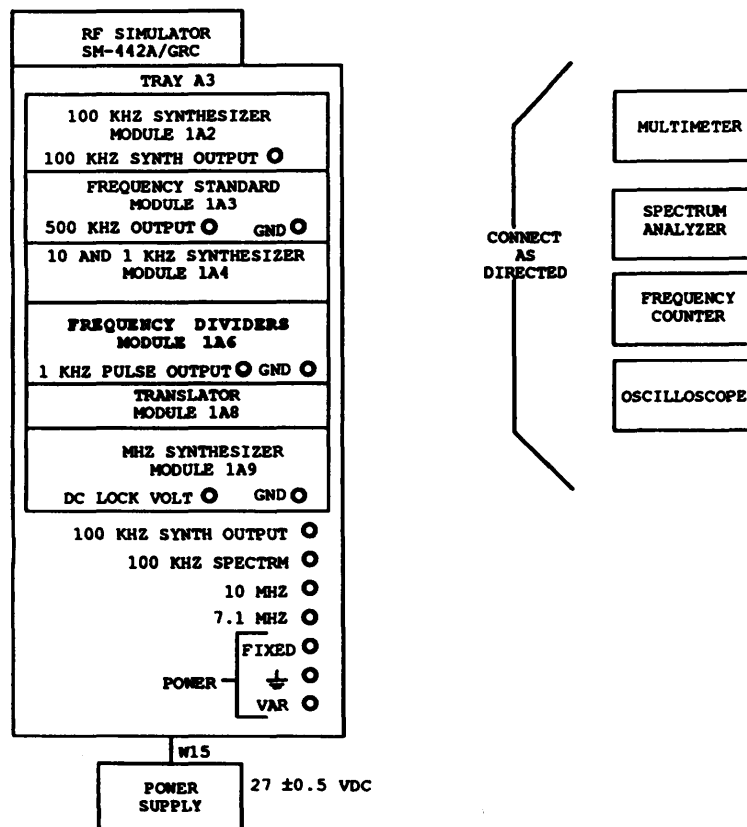 RF SIMULATOR
SM-442A/GRC
TRAY A3
100 KHZ SYNTHESIZER
MODULE 1A2
100 KHZ SYNTH OUTPUT
FREQUENCY STANDARD
MODULE 1A3
500 KHZ OUTPUT GND
10 AND 1 KHZ SYNTHESIZER
MODULE 1A4
FREQUENCY DIVIDERS
MODULE 1A6
1 KHZ PULSE OUTPUT GND
TRANSLATOR
MODULE 1A8
MHZ SYNTHESIZER
MODULE 1A9
DC LOCK VOLT GND
100 KHZ SYNTH OUTPUT
100 KHZ SPECTRM
10 MHZ
7.1 MHZ
FIXED
POWER
VAR
W15
POWER
SUPPLY
27 ±0.5 VDC
CONNECT
AS
DIRECTED
MULTIMETER
SPECTRUM
ANALYZER
FREQUENCY
COUNTER
OSCILLOSCOPE